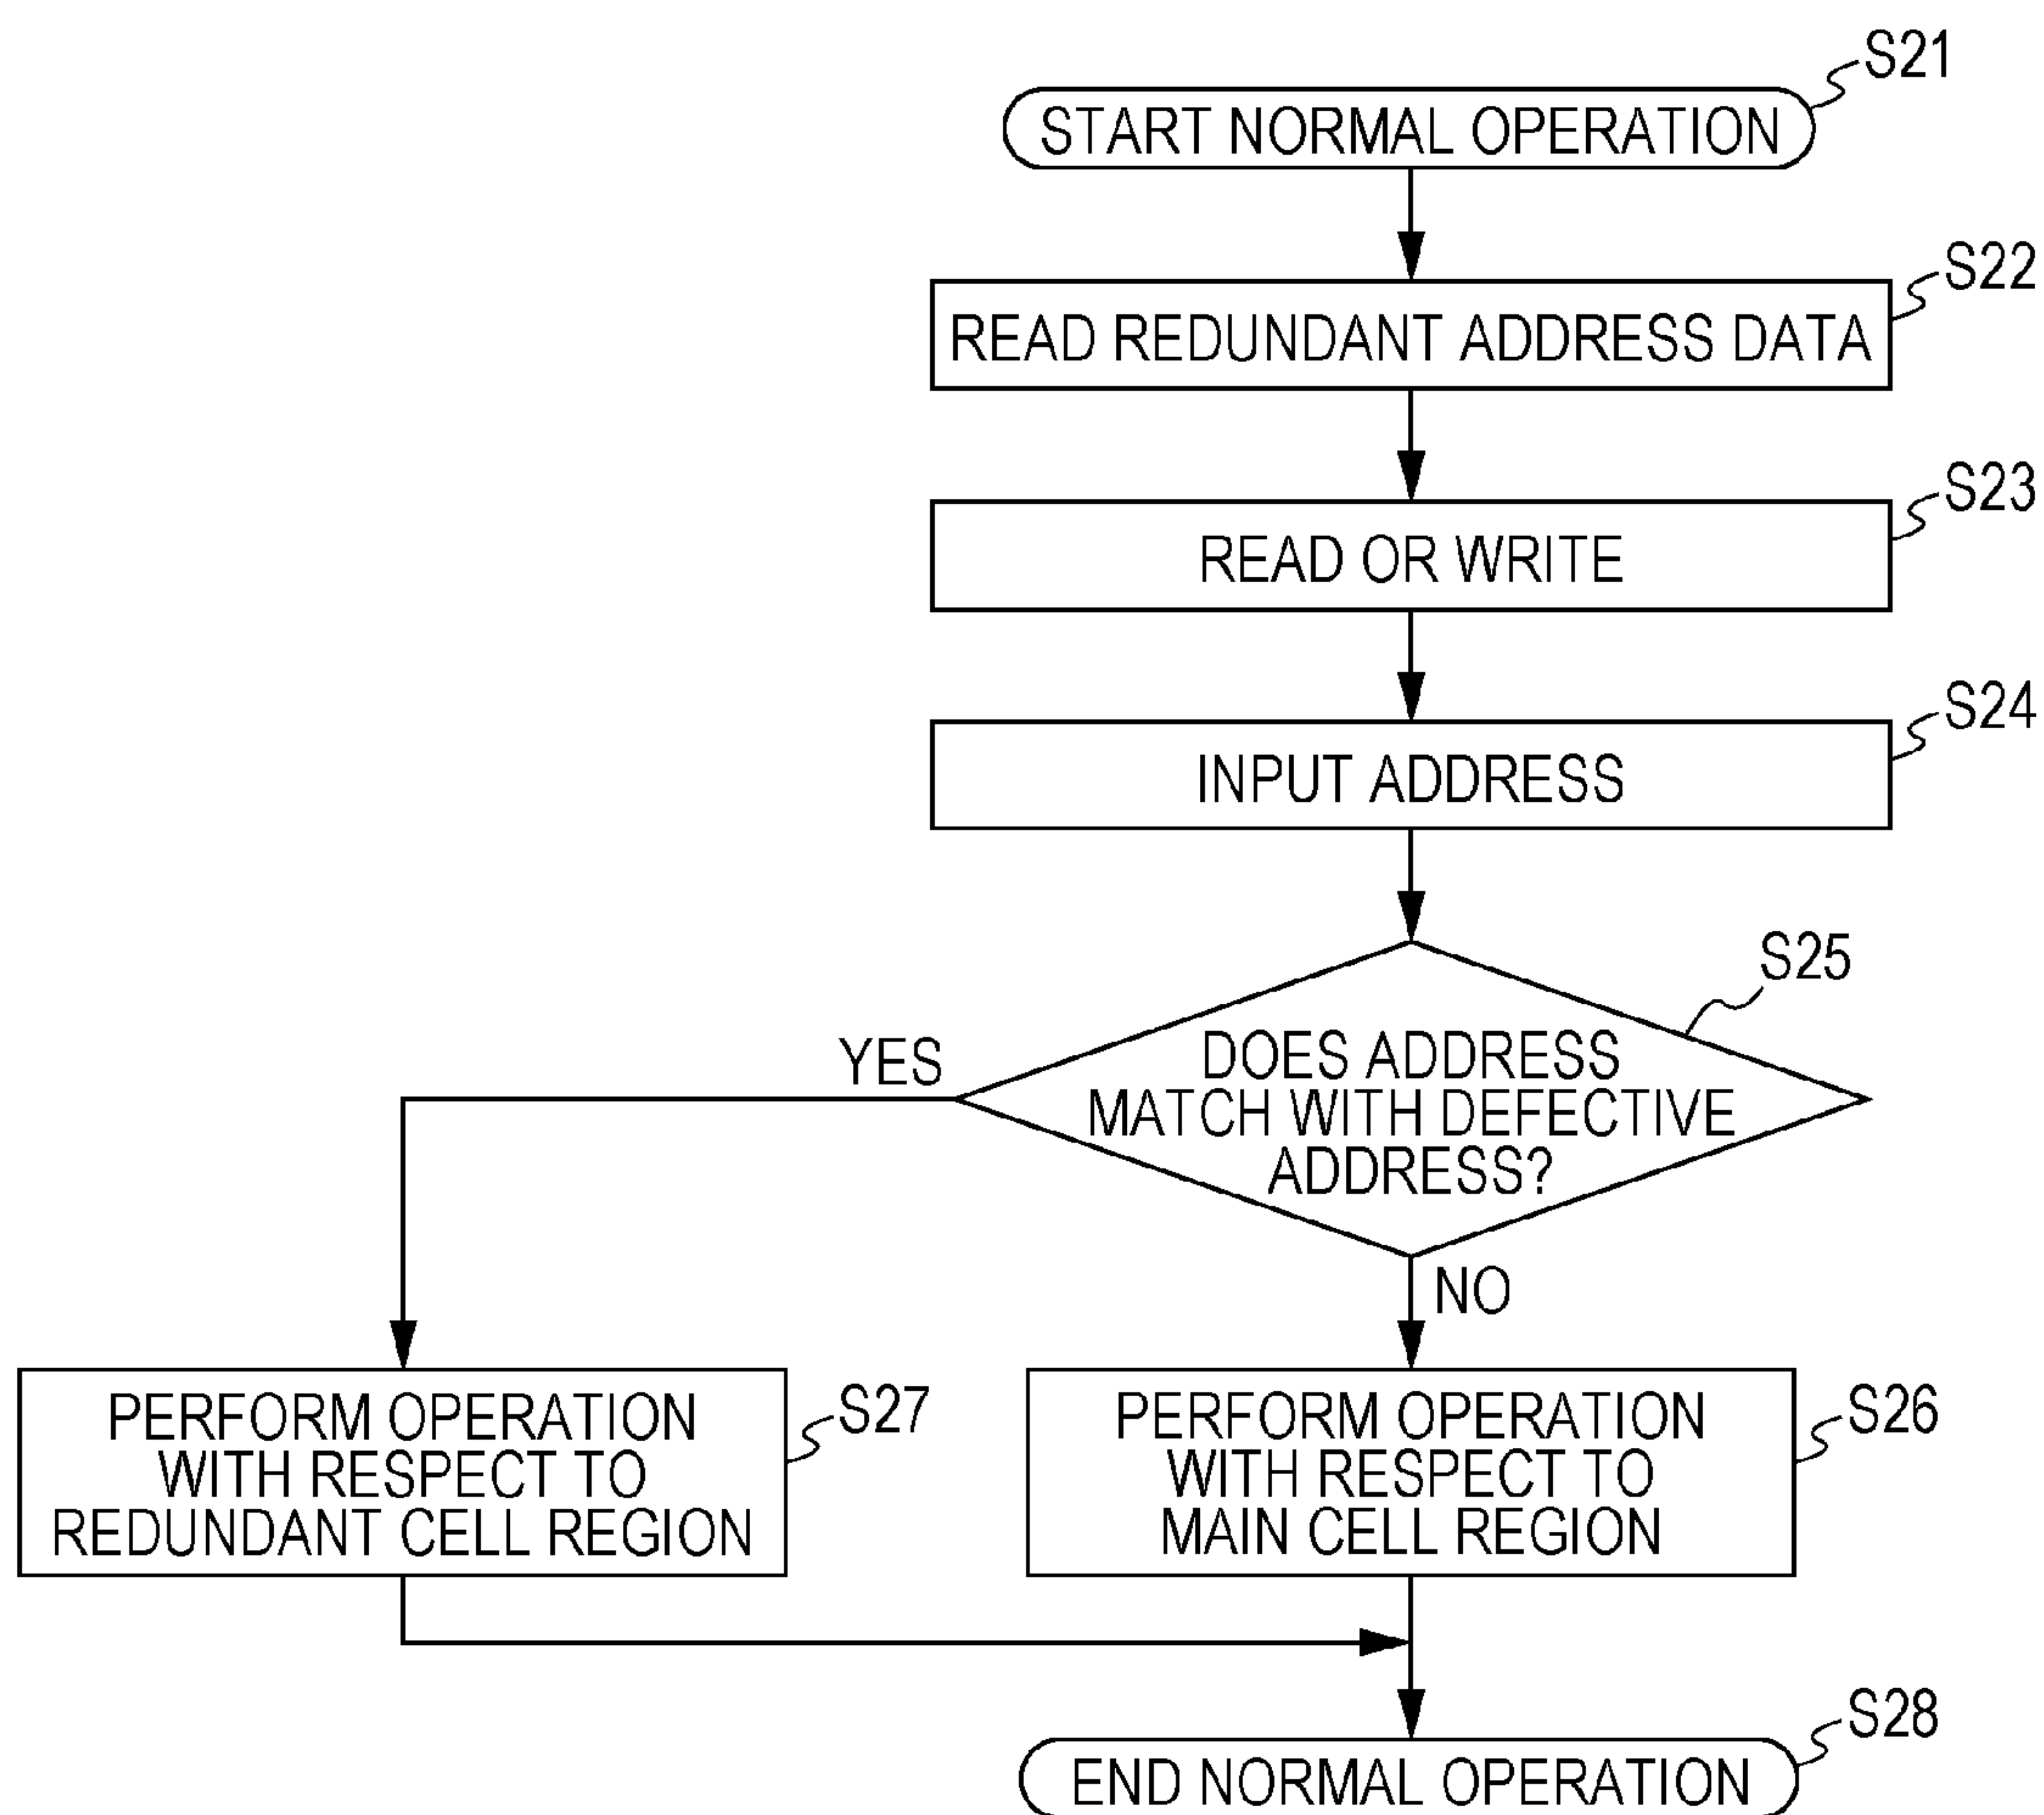 S21
START NORMAL OPERATION
S22
READ REDUNDANT ADDRESS DATA
S23
READ OR WRITE
S24
INPUT ADDRESS
S25
DOES ADDRESS
MATCH WITH DEFECTIVE
ADDRESS?
YES
NO
PERFORM OPERATION
WITH RESPECT TO
REDUNDANT CELL REGION
S27
PERFORM OPERATION
WITH RESPECT TO
MAIN CELL REGION
S26
S28
END NORMAL OPERATION